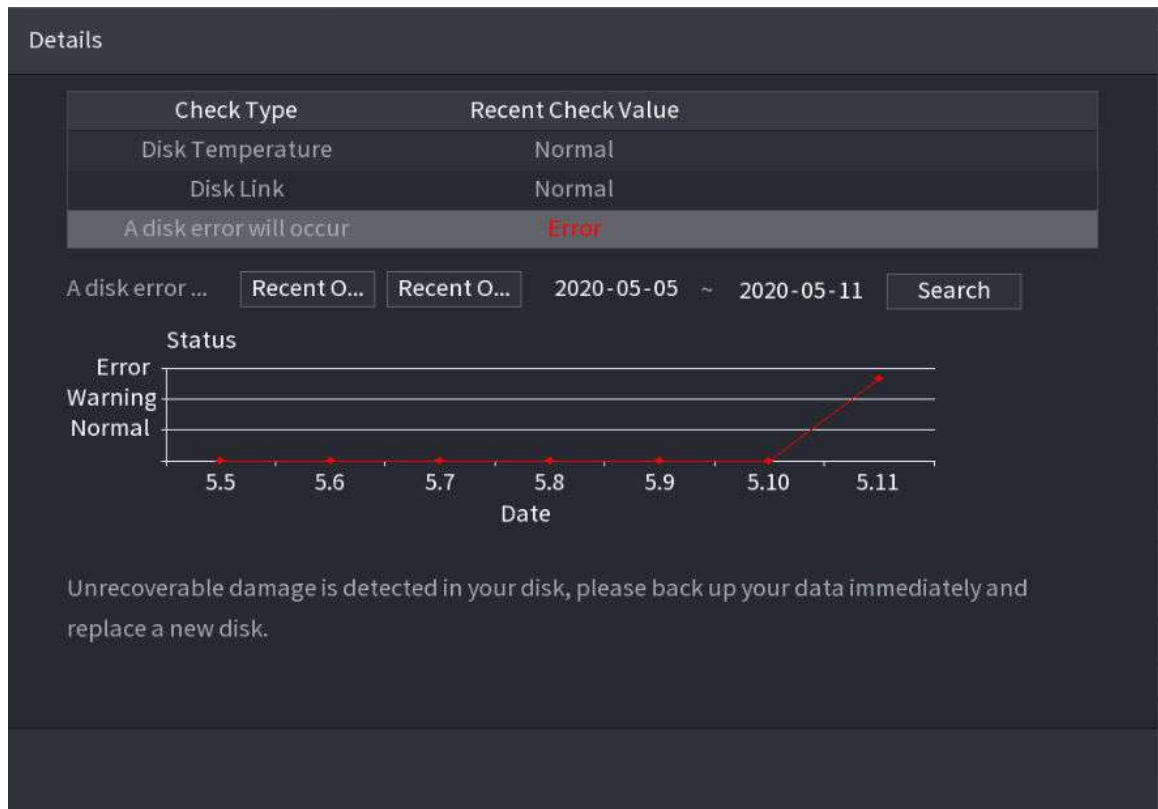 Details
Check Type Recent Check Value
Disk Temperature Normal
Disk Link Normal
A disk error will occur Error
A disk error ... Recent O... Recent O... 2020-05-05 ~ 2020-05-11 Search
Status
Error
Warning
Normal
5.5 5.6 5.7 5.8 5.9 5.10 5.11
Date
Unrecoverable damage is detected in your disk, please back up your data immediately and
replace a new disk.